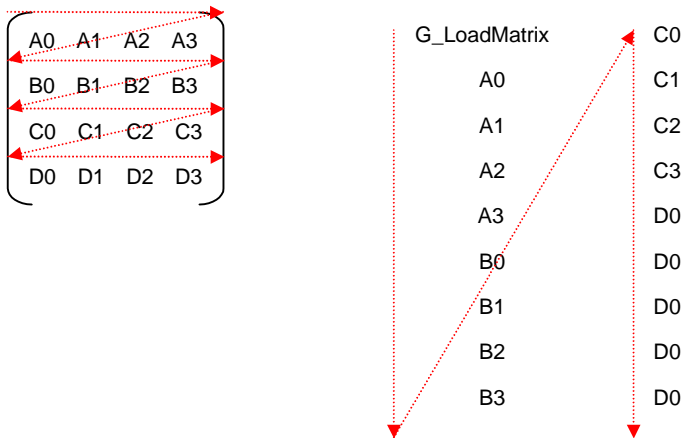 A0 A1 A2 A3
B0 B1 B2 B3
C0 C1 C2 C3
D0 D1 D2 D3
G_LoadMatrix
A0
A1
A2
A3
B0
B1
B2
B3
C0
C1
C2
C3
D0
D0
D0
D0
D0